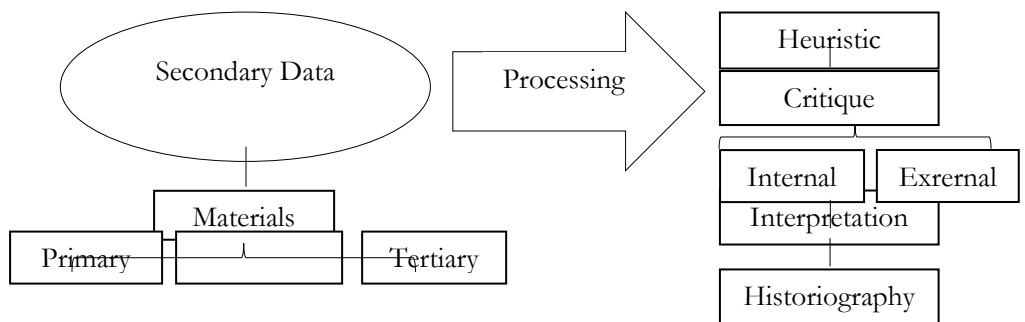 Secondary Data
Materials
Primary
Tertiary
Processing
Heuristic
Critique
Internal
Exrernal
Interpretation
Historiography